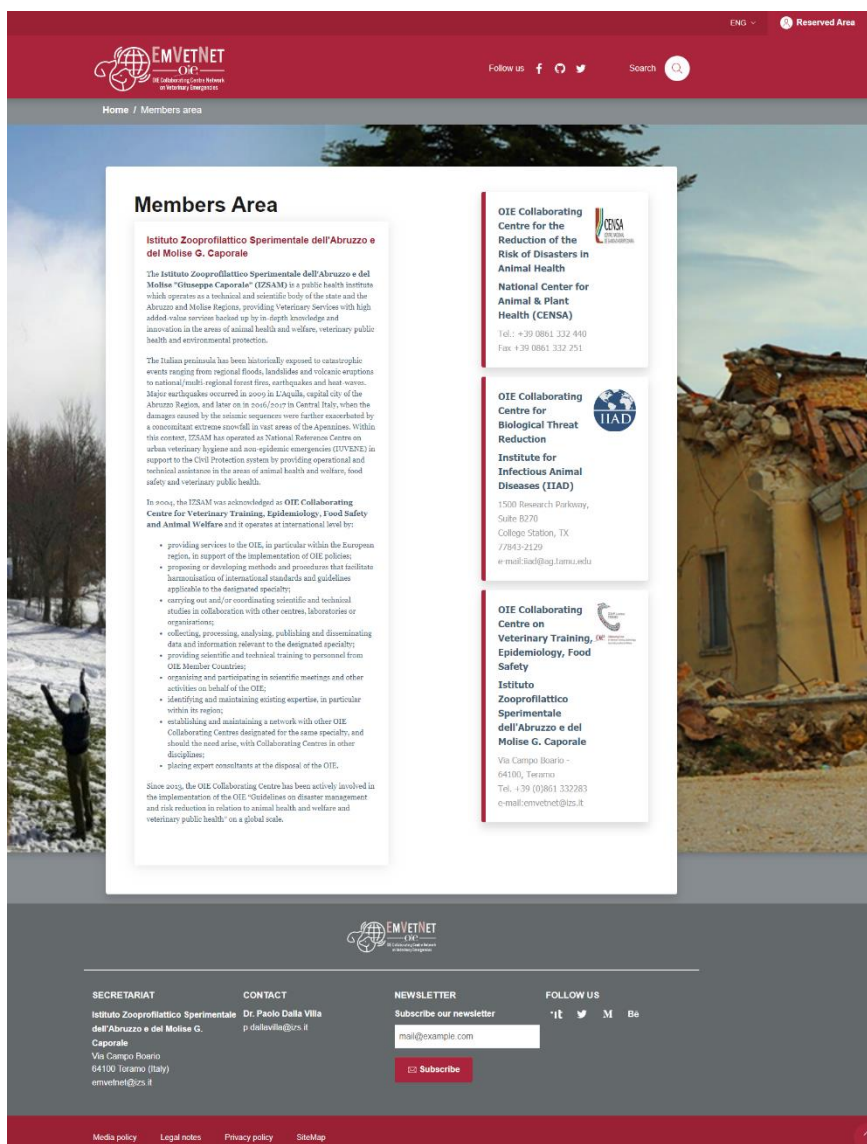 ENG
Reserved Area
EMVETNET
oie
OIE Collaborating Centre Network
on Veterinary Emergencies
Follow us
Search
Home / Members area
Members Area
Istituto Zooprofilattico Sperimentale dell'Abruzzo e
del Molise G. Caporale
The Istituto Zooprofilattico Sperimentale dell'Abruzzo e del
Molise "Giuseppe Caporale" (IZSAM) is a public health institute
which operates as a technical and scientific body of the state and the
Abruzzo and Molise Regions, providing Veterinary Services with high
added-value services backed up by in-depth knowledge and
innovation in the areas of animal health and welfare, veterinary public
health and environmental protection.
The Italian peninsula has been historically exposed to catastrophic
events ranging from regional floods, landslides and volcanic eruptions
to national/multi-regional forest fires, earthquakes and heat-waves.
Major earthquakes occurred in 2009 in L'Aquila, capital city of the
Abruzzo Region, and later on in 2016/2017 in Central Italy, when the
damages caused by the seismic sequences were further exacerbated by
a concomitant extreme snowfall in vast areas of the Apennines. Within
this context, IZSAM has operated as National Reference Centre on
urban veterinary hygiene and non-epidemic emergencies (IUVENE) in
support to the Civil Protection system by providing operational and
technical assistance in the areas of animal health and welfare, food
safety and veterinary public health.
In 2004, the IZSAM was acknowledged as OIE Collaborating
Centre for Veterinary Training, Epidemiology, Food Safety
and Animal Welfare and it operates at international level by:
• providing services to the OIE, in particular within the European
region, in support of the implementation of OIE policies;
• proposing or developing methods and procedures that facilitate
harmonisation of international standards and guidelines
applicable to the designated specialty;
• carrying out and/or coordinating scientific and technical
studies in collaboration with other centres, laboratories or
organisations;
• collecting, processing, analysing, publishing and disseminating
data and information relevant to the designated specialty;
• providing scientific and technical training to personnel from
OIE Member Countries;
• organising and participating in scientific meetings and other
activities on behalf of the OIE;
• identifying and maintaining existing expertise, in particular
within its region;
• establishing and maintaining a network with other OIE
Collaborating Centres designated for the same specialty, and
should the need arise, with Collaborating Centres in other
disciplines;
• placing expert consultants at the disposal of the OIE.
Since 2013, the OIE Collaborating Centre has been actively involved in
the implementation of the OIE "Guidelines on disaster management
and risk reduction in relation to animal health and welfare and
veterinary public health" on a global scale.
OIE Collaborating
Centre for the
Reduction of the
Risk of Disasters in
Animal Health
CENSA
National Center for
Animal & Plant
Health (CENSA)
Tel.: +39 0861 332 440
Fax +39 0861 332 251
OIE Collaborating
Centre for
Biological Threat
Reduction
IIAD
Institute for
Infectious Animal
Diseases (IIAD)
1500 Research Parkway,
Suite B270
College Station, TX
77843-2129
e-mail:iiad@ag.tamu.edu
OIE Collaborating
Centre on
Veterinary Training,
Epidemiology, Food
Safety
Istituto
Zooprofilattico
Sperimentale
dell'Abruzzo e del
Molise G. Caporale
Via Campo Boario -
64100, Teramo
Tel. +39 (0)861 332283
e-mail:emvetnet@izs.it
EMVETNET
oie
SECRETARIAT
Istituto Zooprofilattico Sperimentale
dell'Abruzzo e del Molise G.
Caporale
Via Campo Boario
64100 Teramo (Italy)
emvetnet@izs.it
CONTACT
Dr. Paolo Dalla Villa
p.dallavilla@izs.it
NEWSLETTER
Subscribe our newsletter
mail@example.com
Subscribe
FOLLOW US
M Bē
Media policy Legal notes Privacy policy SiteMap